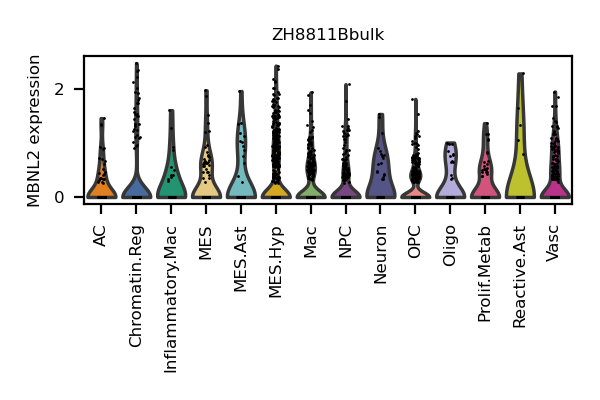 ZH8811Bbulk
MBNL2 expression
2
0
AC
Chromatin.Reg
Inflammatory.Mac
MES
MES.Ast
MES.Hyp
Mac
NPC
Neuron
OPC
Oligo
Prolif.Metab
Reactive.Ast
Vasc